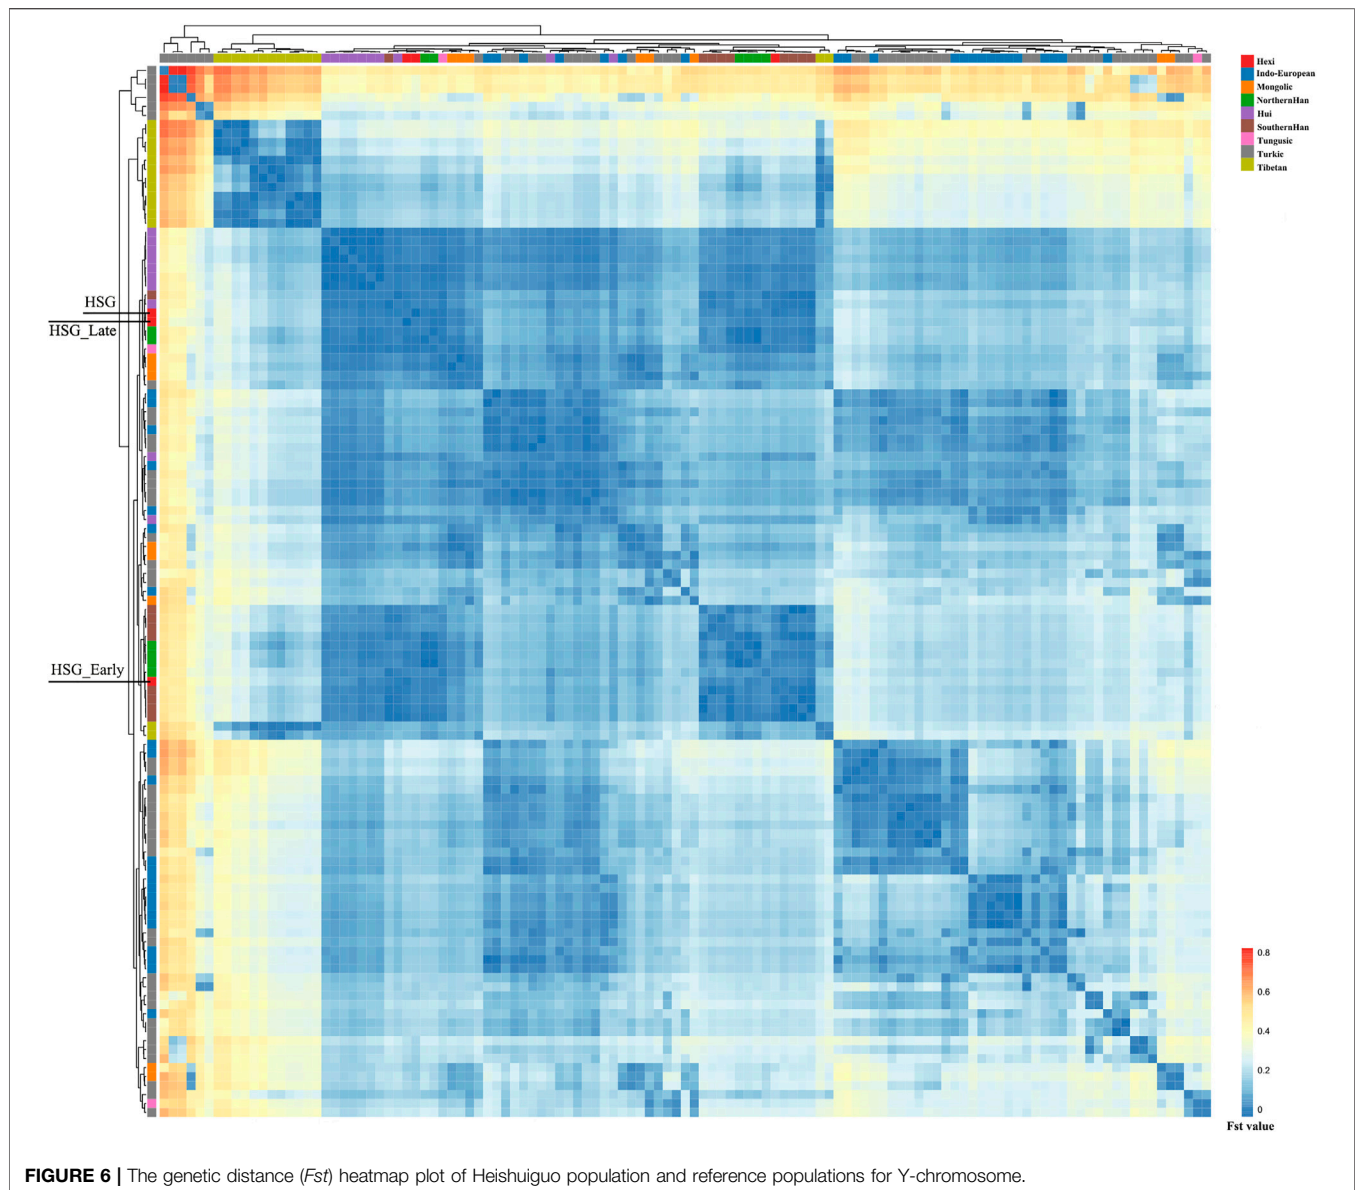 Hexi
Indo-European
Mongolic
NorthernHan
Hui
SouthernHan
Tungusic
Turkic
Tibetan
HSG
HSG_Late
HSG_Early
0.8
0.6
0.4
0.2
0
Fst value
FIGURE 6 | The genetic distance (Fst) heatmap plot of Heishuiguo population and reference populations for Y-chromosome.